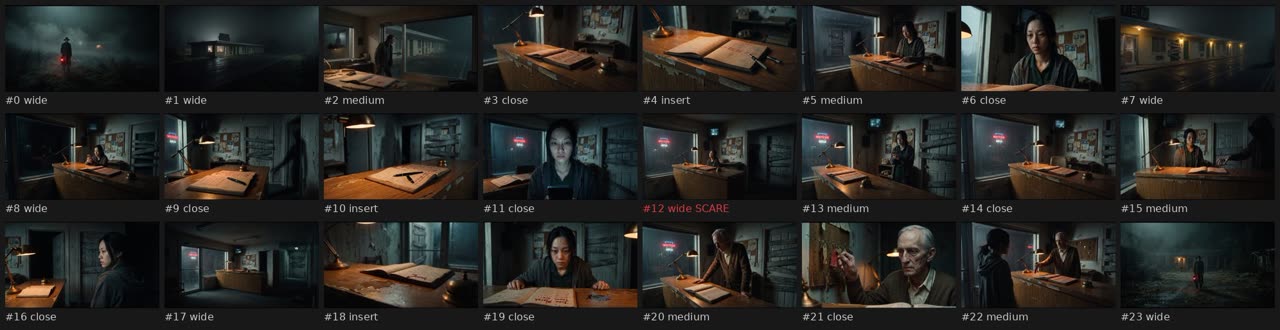 #0 wide
#1 wide
#2 medium
#3 close
#4 insert
#5 medium
#6 close
#7 wide
#8 wide
#9 close
#10 insert
#11 close
#12 wide SCARE
#13 medium
#14 close
#15 medium
#16 close
#17 wide
#18 insert
#19 close
#20 medium
#21 close
#22 medium
#23 wide